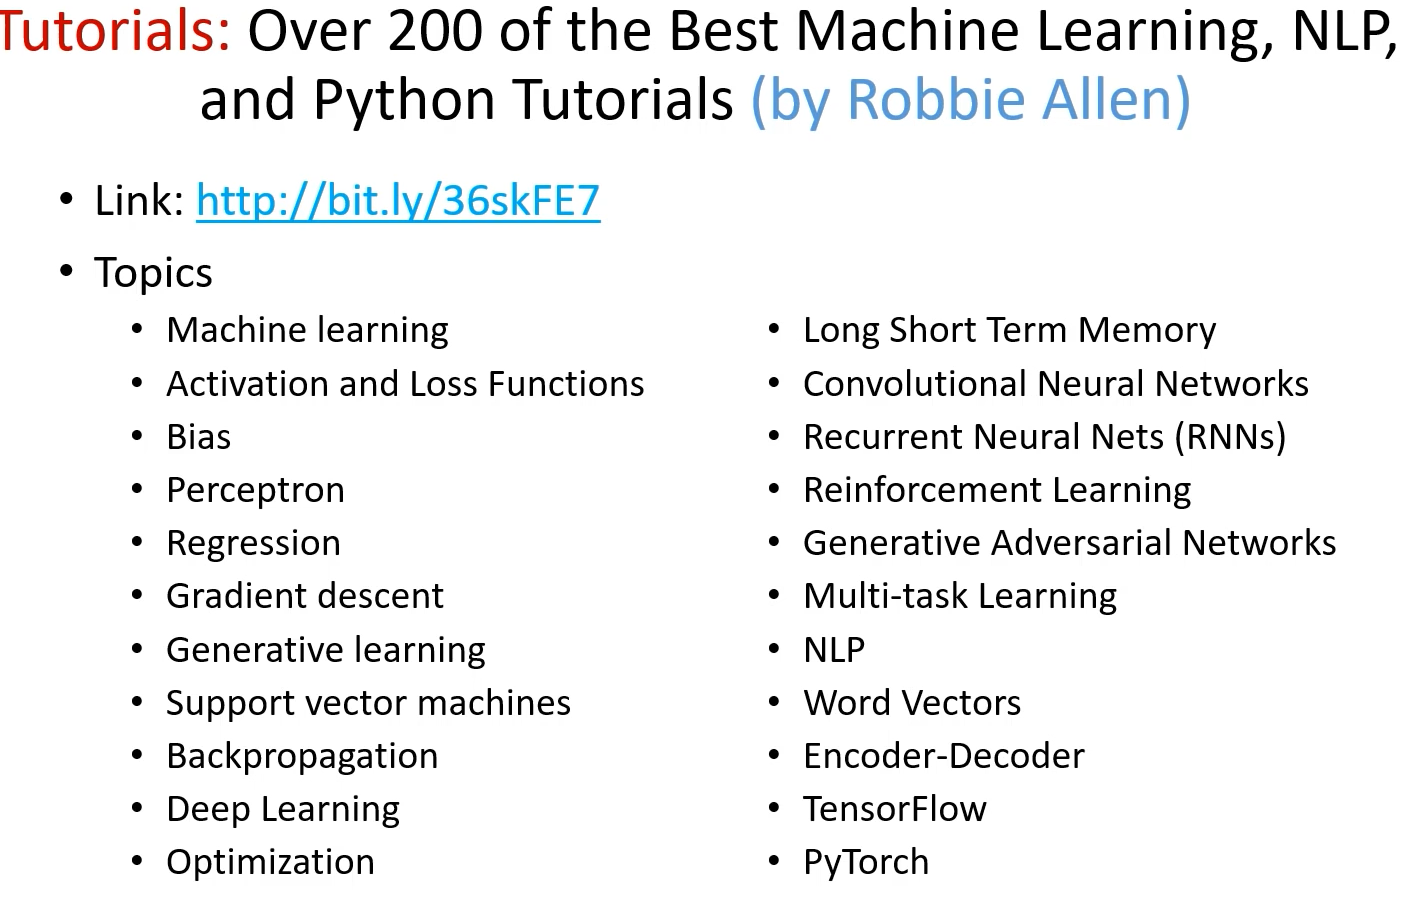 Tutorials: Over 200 of the Best Machine Learning, NLP,
and Python Tutorials (by Robbie Allen)
• Link: http://bit.ly/36skFE7
• Topics
• Machine learning
• Activation and Loss Functions
• Bias
• Perceptron
• Regression
• Gradient descent
• Generative learning
• Support vector machines
• Backpropagation
• Deep Learning
• Optimization
• Long Short Term Memory
• Convolutional Neural Networks
• Recurrent Neural Nets (RNNs)
• Reinforcement Learning
• Generative Adversarial Networks
• Multi-task Learning
• NLP
• Word Vectors
• Encoder-Decoder
• TensorFlow
• PyTorch